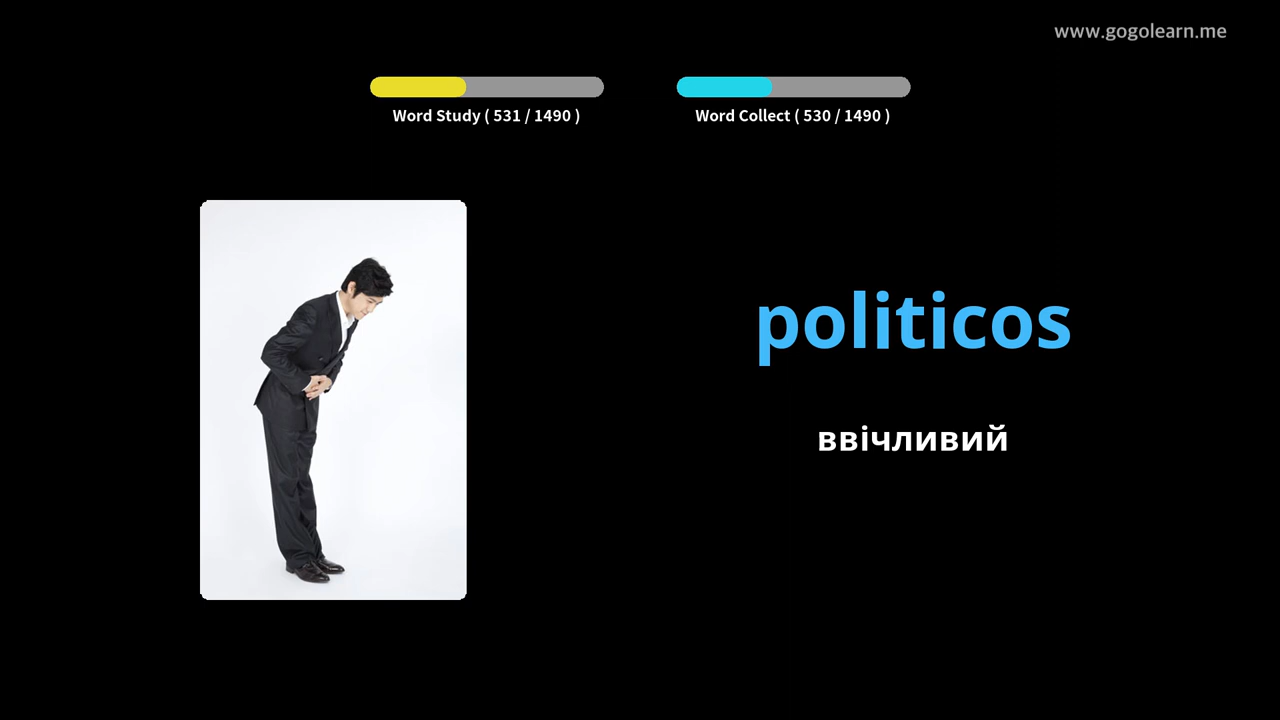 www.gogolearn.me
Word Study ( 531 / 1490 )
Word Collect ( 530 / 1490 )
politicos
ввічливий